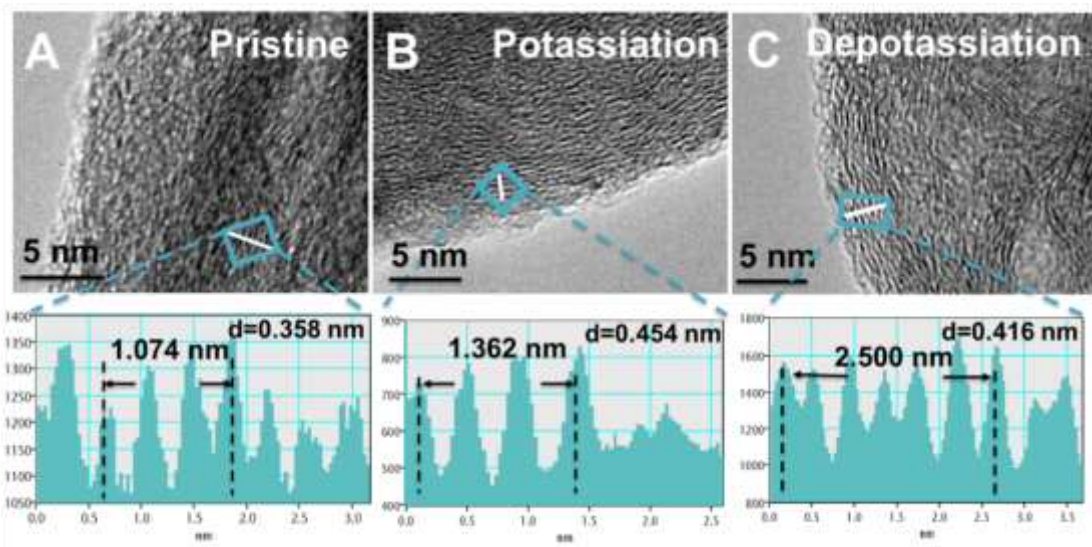 A Pristine
B Potassiation
C Depotassiation
5 nm
5 nm
5 nm
d=0.358 nm
1.074 nm
1400
1350
1300
1250
1200
1150
1100
1050
0.0 0.5 1.0 1.5 2.0 2.5 3.0
nm
d=0.454 nm
1.362 nm
900
800
700
600
500
400
0.0 0.5 1.0 1.5 2.0 2.5
nm
d=0.416 nm
2.500 nm
1800
1600
1400
1200
1000
800
0.0 0.5 1.0 1.5 2.0 2.5 3.0 3.5
nm